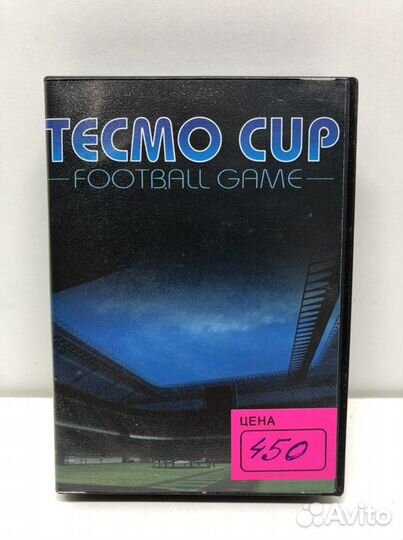 TECMO CUP
FOOTBALL GAME
ЦЕНА
450
Avito